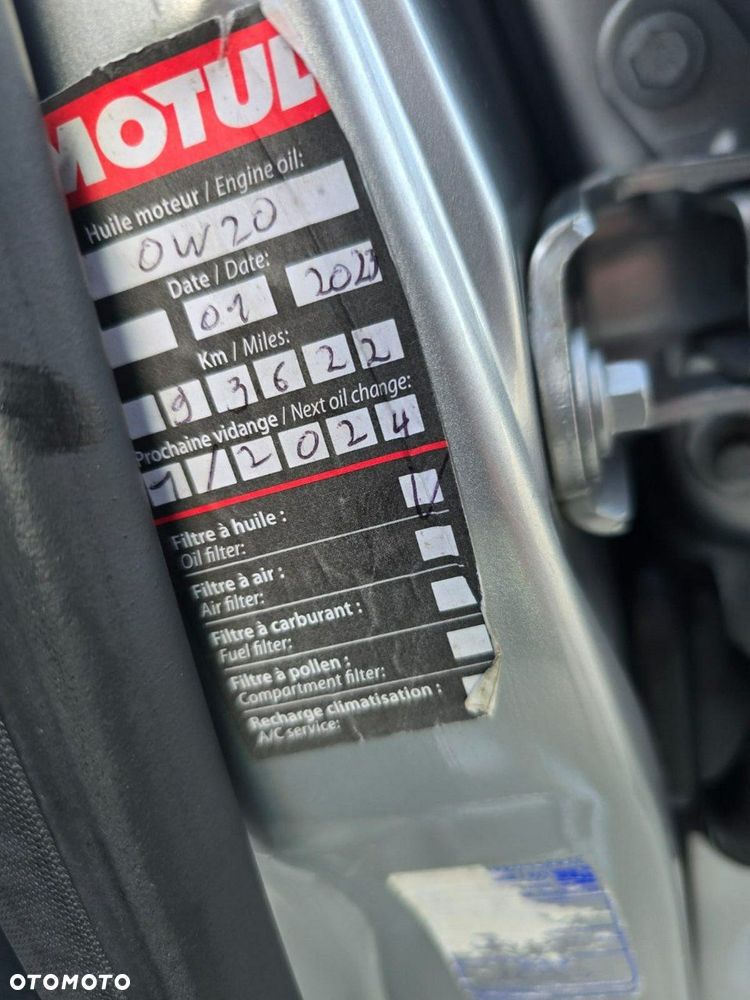 MOTUL
Huile moteur / Engine oil:
0W20
Date / Date:
01 2023
Km / Miles:
93622
Prochaine vidange / Next oil change:
1/2024
Filtre à huile : V
Oil filter:
Filtre à air :
Air filter:
Filtre à carburant :
Fuel filter:
Filtre à pollen :
Compartment filter:
Recharge climatisation :
A/C service:
OTOMOTO